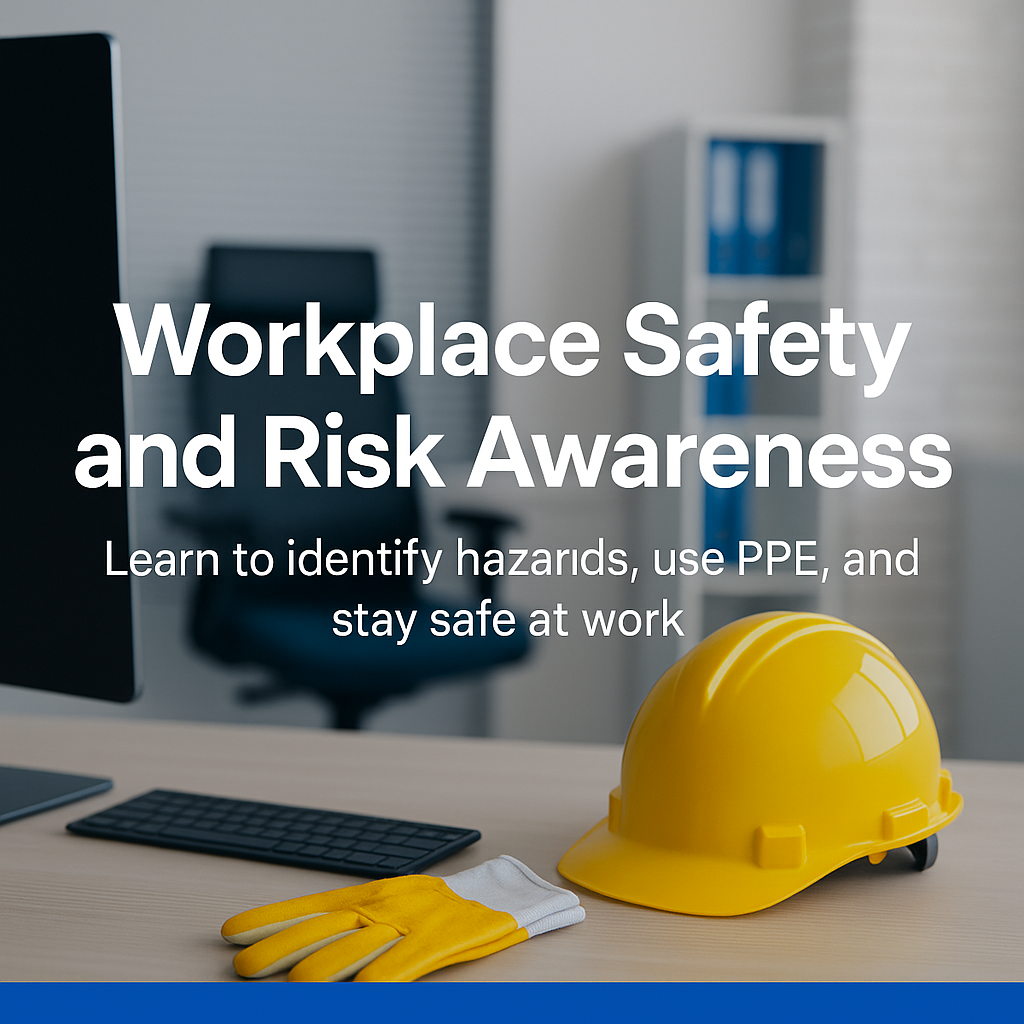 Workplace Safety
and Risk Awareness
Learn to identify hazarıds, use PPE, and
stay safe at work